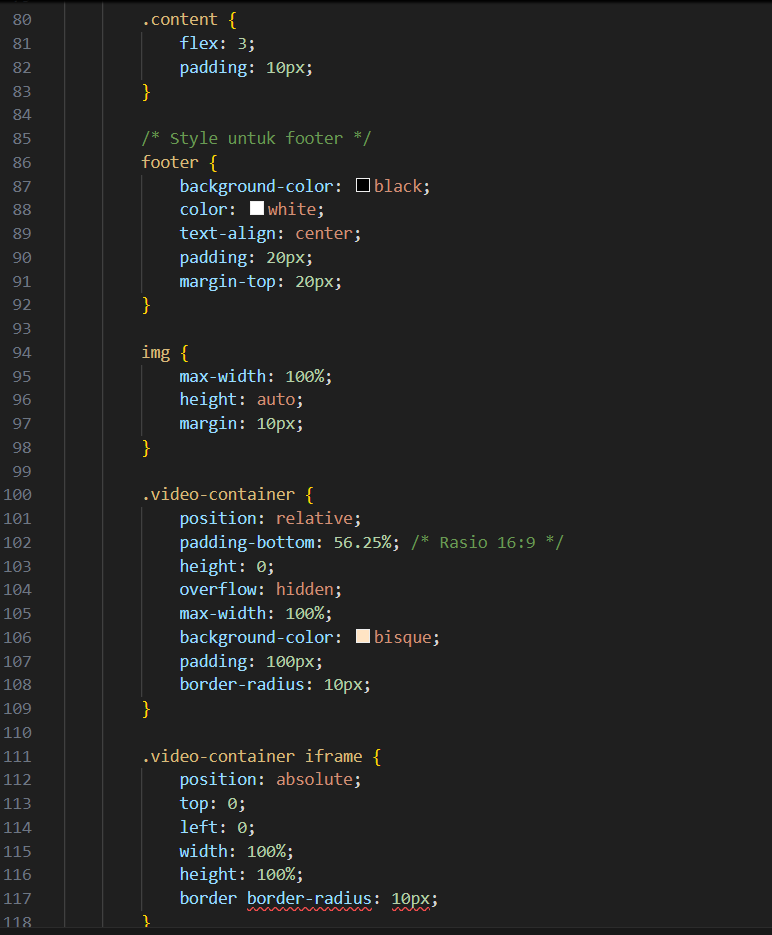 80 .content {
81 flex: 3;
82 padding: 10px;
83 }
84
85 /* Style untuk footer */
86 footer {
87 background-color: black;
88 color: white;
89 text-align: center;
90 padding: 20px;
91 margin-top: 20px;
92 }
93
94 img {
95 max-width: 100%;
96 height: auto;
97 margin: 10px;
98 }
99
100 .video-container {
101 position: relative;
102 padding-bottom: 56.25%; /* Rasio 16:9 */
103 height: 0;
104 overflow: hidden;
105 max-width: 100%;
106 background-color: bisque;
107 padding: 100px;
108 border-radius: 10px;
109 }
110
111 .video-container iframe {
112 position: absolute;
113 top: 0;
114 left: 0;
115 width: 100%;
116 height: 100%;
117 border border-radius: 10px;
118 }